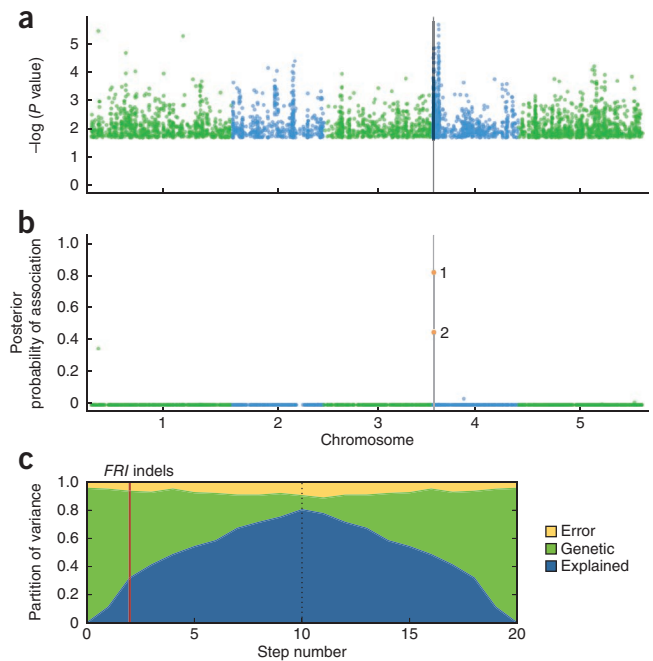 a
–log (P value)
5
4
3
2
1
0
b
Posterior
probability of association
1.0
0.8
0.6
0.4
0.2
0
1
2
1
2
3
4
5
Chromosome
c
FRI indels
Partition of variance
1.0
0.8
0.6
0.4
0.2
0
0
5
10
15
20
Step number
Error
Genetic
Explained